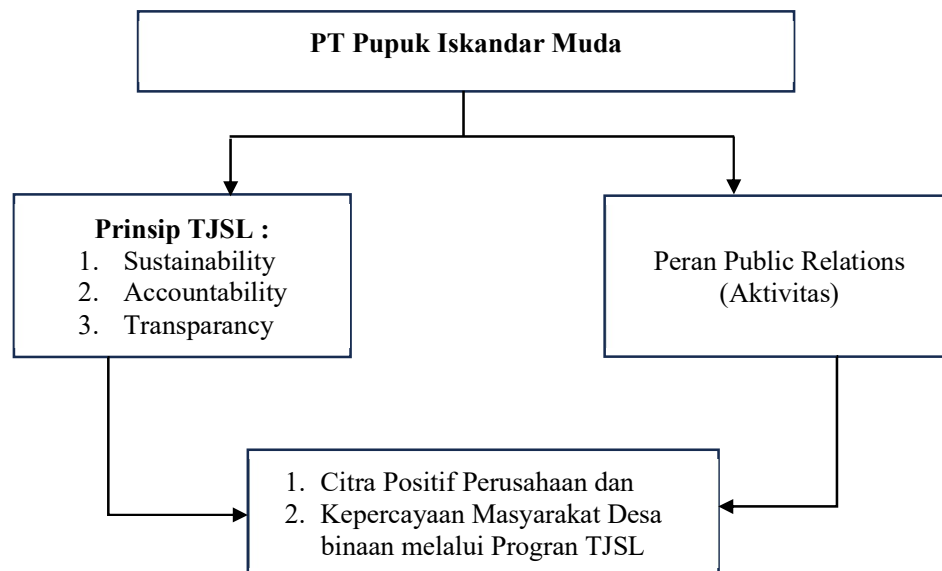 PT Pupuk Iskandar Muda
Prinsip TJSL :
1. Sustainability
2. Accountability
3. Transparancy
Peran Public Relations
(Aktivitas)
1. Citra Positif Perusahaan dan
2. Kepercayaan Masyarakat Desa
binaan melalui Progran TJSL